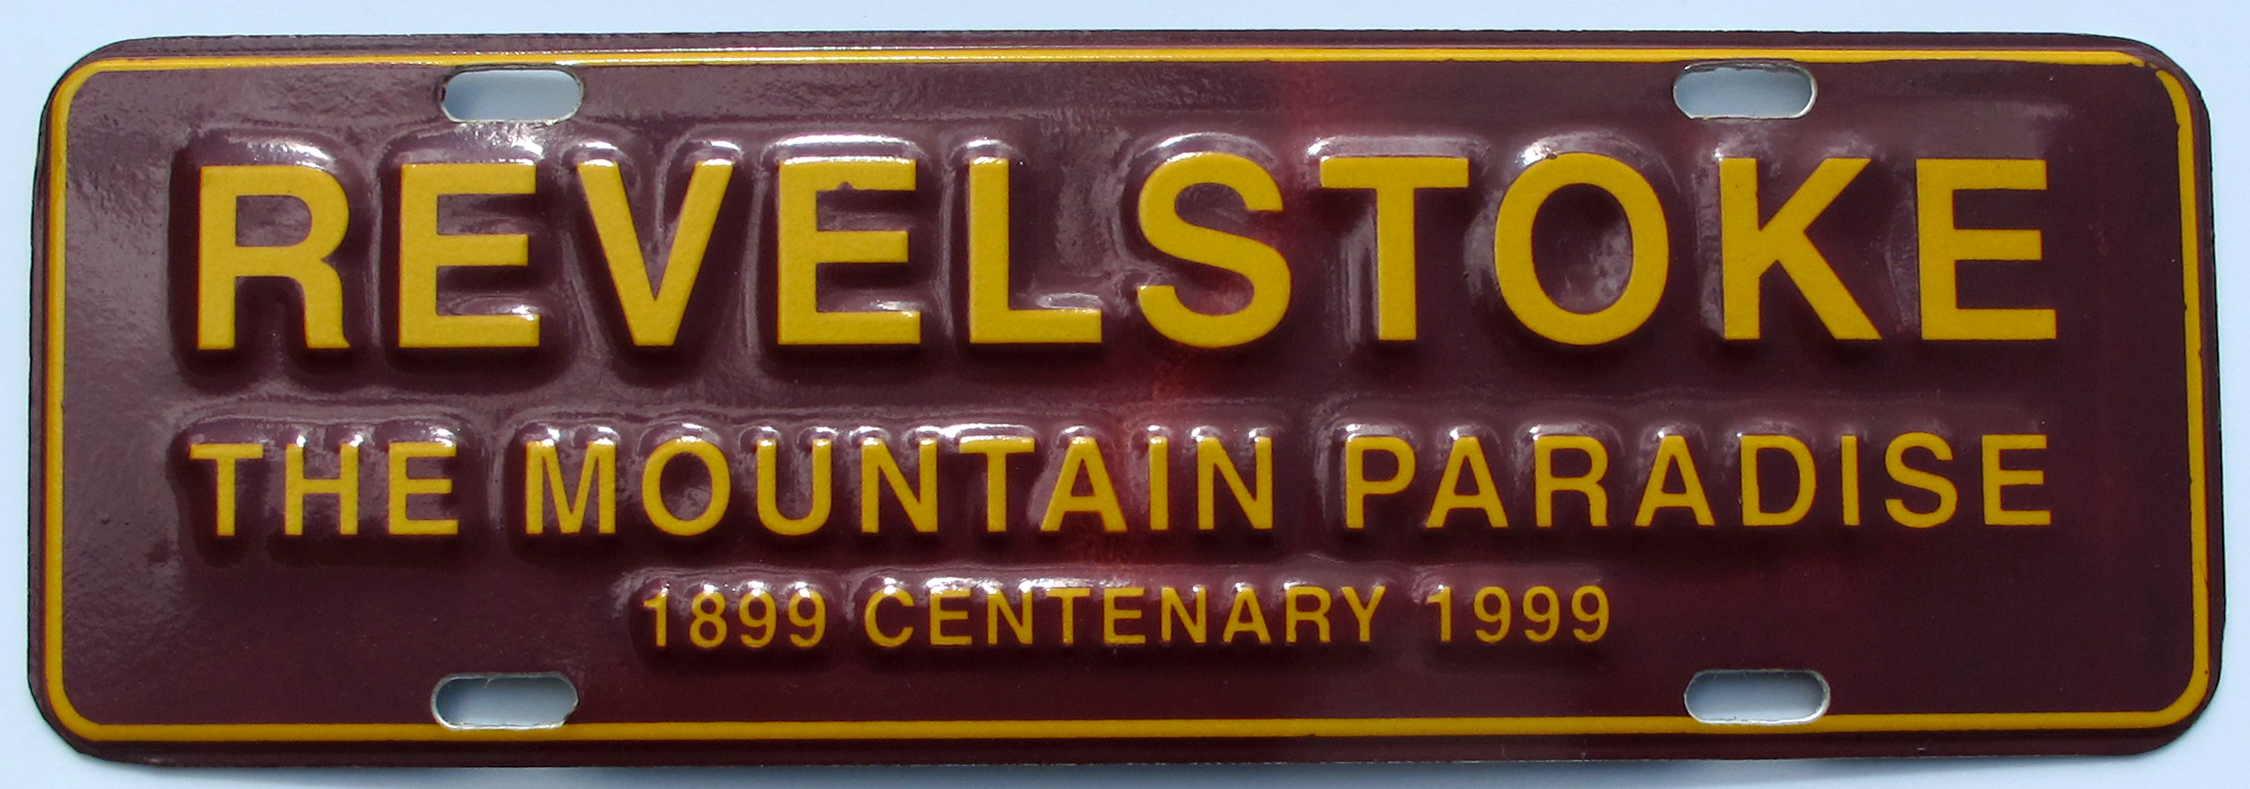 REVELSTOKE
THE MOUNTAIN PARADISE
1899 CENTENARY 1999